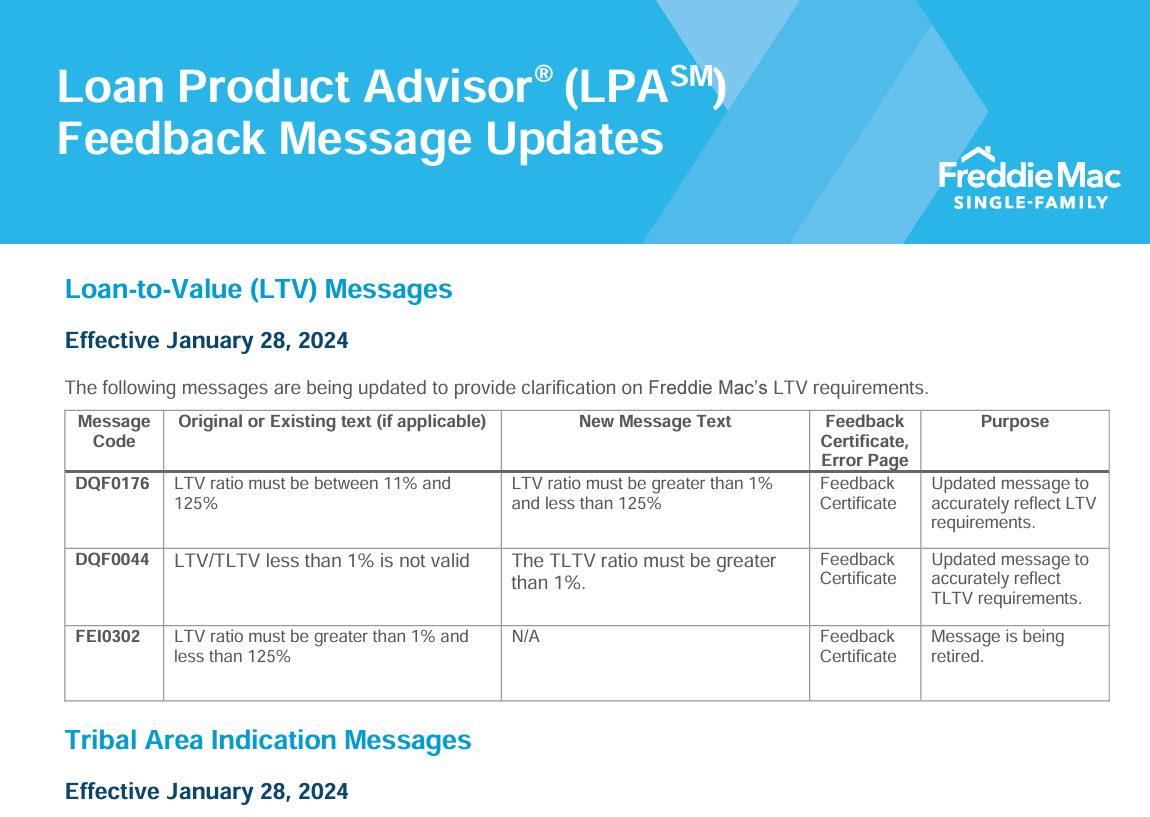 Loan Product Advisor® (LPA℠)
Feedback Message Updates
Freddie Mac
SINGLE-FAMILY
Loan-to-Value (LTV) Messages
Effective January 28, 2024
The following messages are being updated to provide clarification on Freddie Mac’s LTV requirements.
Message
Code
Original or Existing text (if applicable)
New Message Text
Feedback
Certificate,
Error Page
Purpose
DQF0176
LTV ratio must be between 11% and
125%
LTV ratio must be greater than 1%
and less than 125%
Feedback
Certificate
Updated message to
accurately reflect LTV
requirements.
DQF0044
LTV/TLTV less than 1% is not valid
The TLTV ratio must be greater
than 1%.
Feedback
Certificate
Updated message to
accurately reflect
TLTV requirements.
FEI0302
LTV ratio must be greater than 1% and
less than 125%
N/A
Feedback
Certificate
Message is being
retired.
Tribal Area Indication Messages
Effective January 28, 2024